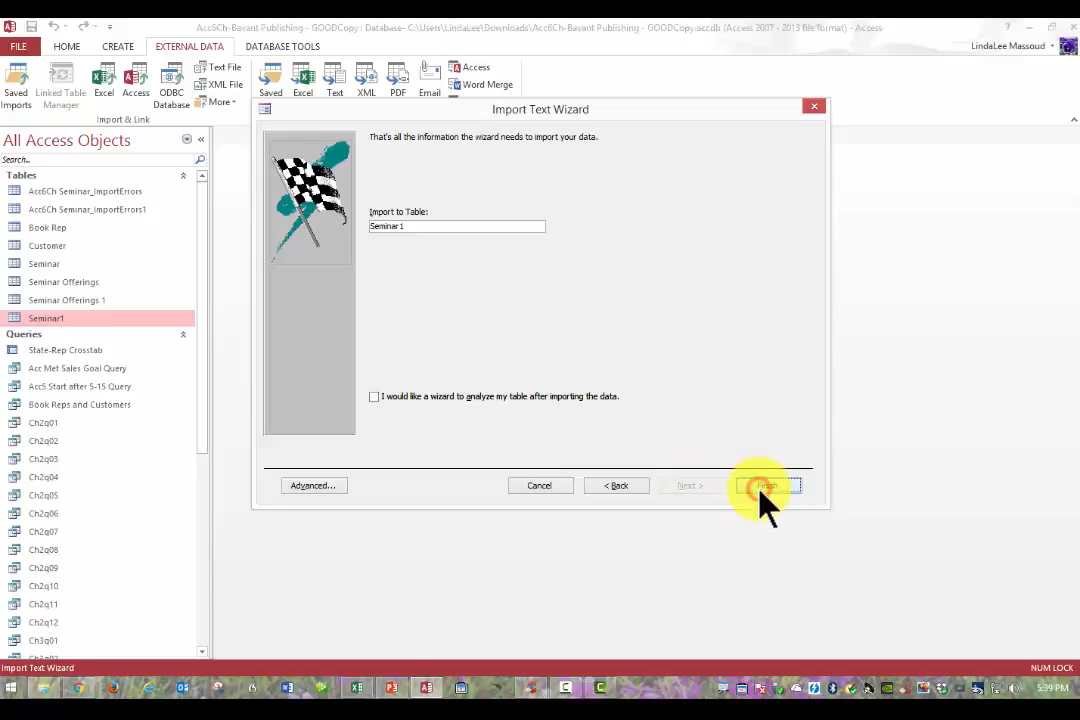 Acc6Ch-Bavant Publishing - GOODCopy : Database- C:\Users\LindaLee\Downloads\Acc6Ch-Bavant Publishing - GOODCopy.accdb (Access 2007 - 2013 file format) - Access
FILE HOME CREATE EXTERNAL DATA DATABASE TOOLS LindaLee Massoud
Saved Imports
Linked Table Manager
Excel
Access
ODBC Database
Text File
XML File
More
Import & Link
Saved
Excel
Text
XML
PDF
Email
Access
Word Merge
Import Text Wizard
All Access Objects
Search...
Tables
Acc6Ch Seminar_ImportErrors
Acc6Ch Seminar_ImportErrors1
Book Rep
Customer
Seminar
Seminar Offerings
Seminar Offerings 1
Seminar1
Queries
State-Rep Crosstab
Acc Met Sales Goal Query
Acc5 Start after 5-15 Query
Book Reps and Customers
Ch2q01
Ch2q02
Ch2q03
Ch2q04
Ch2q05
Ch2q06
Ch2q07
Ch2q08
Ch2q09
Ch2q10
Ch2q11
Ch2q12
Ch3q01
That's all the information the wizard needs to import your data.
Import to Table:
Seminar1
I would like a wizard to analyze my table after importing the data.
Advanced... Cancel < Back Next > Finish
Import Text Wizard NUM LOCK
5:39 PM